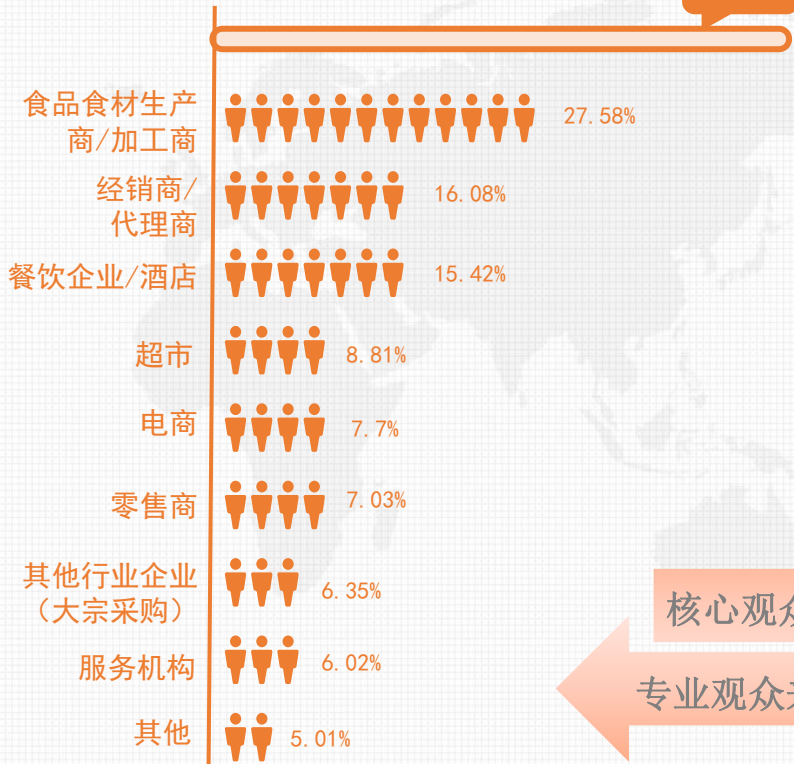 食品食材生产
商/加工商
27.58%
经销商/
代理商
16.08%
餐饮企业/酒店
15.42%
超市
8.81%
电商
7.7%
零售商
7.03%
其他行业企业
（大宗采购）
6.35%
服务机构
6.02%
其他
5.01%
核心观众
专业观众